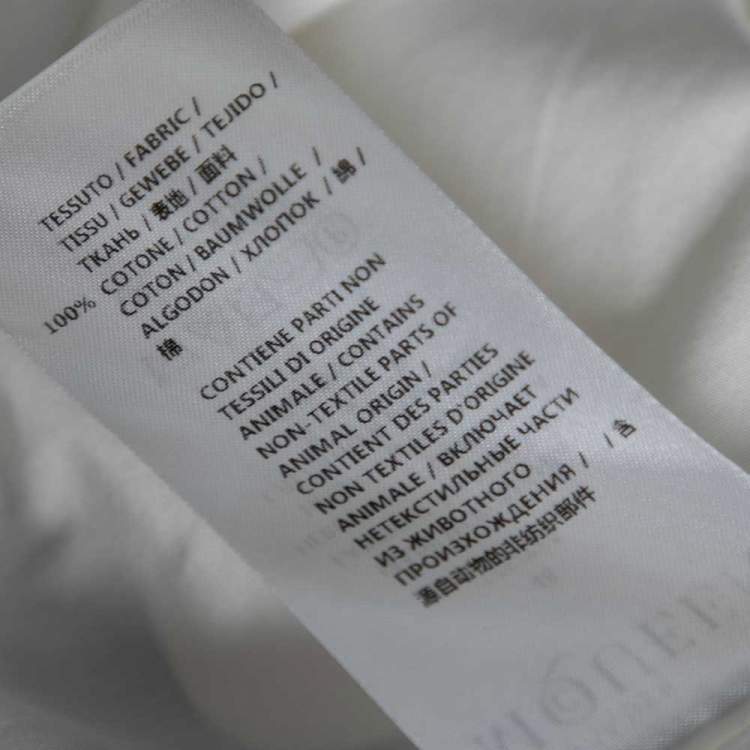 TESSUTO / FABRIC /
TISSU / GEWEBE / TEJIDO /
ТКАНЬ / 表地 / 面料
100% COTONE / COTTON /
COTON / BAUMWOLLE /
ALGODON / ХЛОПОК / 綿 /
棉
CONTIENE PARTI NON
TESSILI DI ORIGINE
ANIMALE / CONTAINS
NON-TEXTILE PARTS OF
ANIMAL ORIGIN /
CONTIENT DES PARTIES
NON TEXTILES D'ORIGINE
ANIMALE / ВКЛЮЧАЕТ
НЕТЕКСТИЛЬНЫЕ ЧАСТИ
ИЗ ЖИВОТНОГО
ПРОИЗХОЖДЕНИЯ / / 含
源自动物的非纺织部件